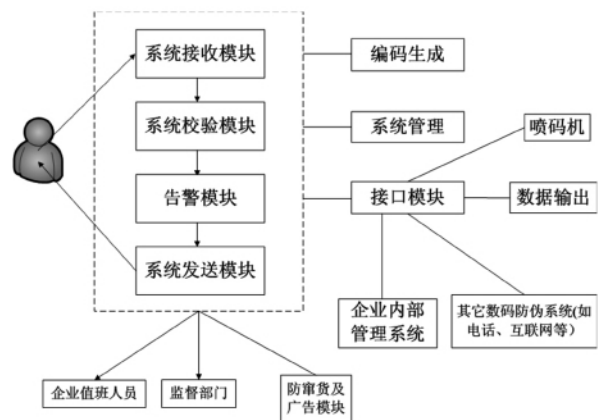 系统接收模块
编码生成
系统校验模块
系统管理
喷码机
告警模块
接口模块
数据输出
系统发送模块
企业内部
管理系统
其它数码防伪系统(如
电话、互联网等）
企业值班人员
监督部门
防窜货及
广告模块